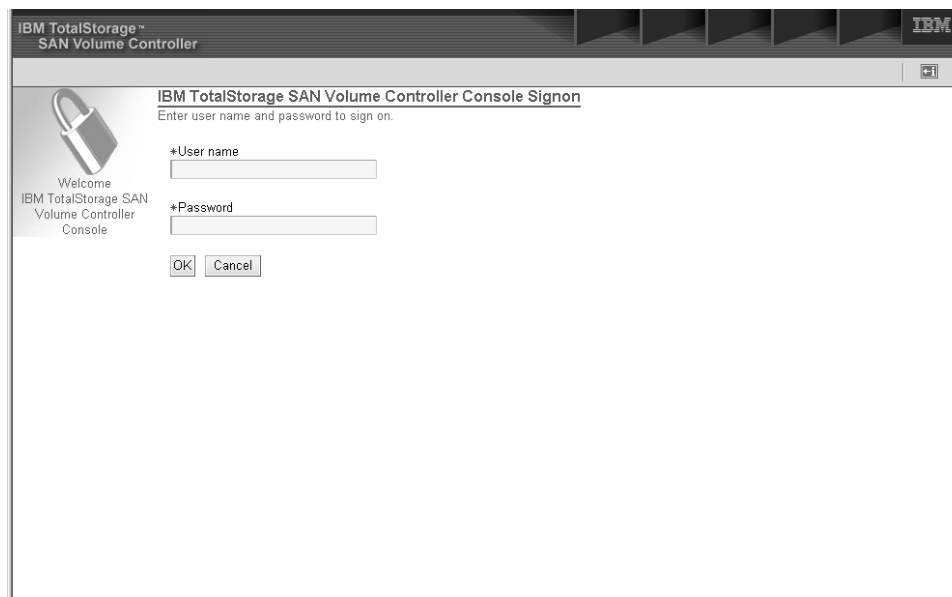 IBM TotalStorage™
SAN Volume Controller
IBM
IBM TotalStorage SAN Volume Controller Console Signon
Enter user name and password to sign on.
Welcome
IBM TotalStorage SAN
Volume Controller
Console
*User name
*Password
OK Cancel